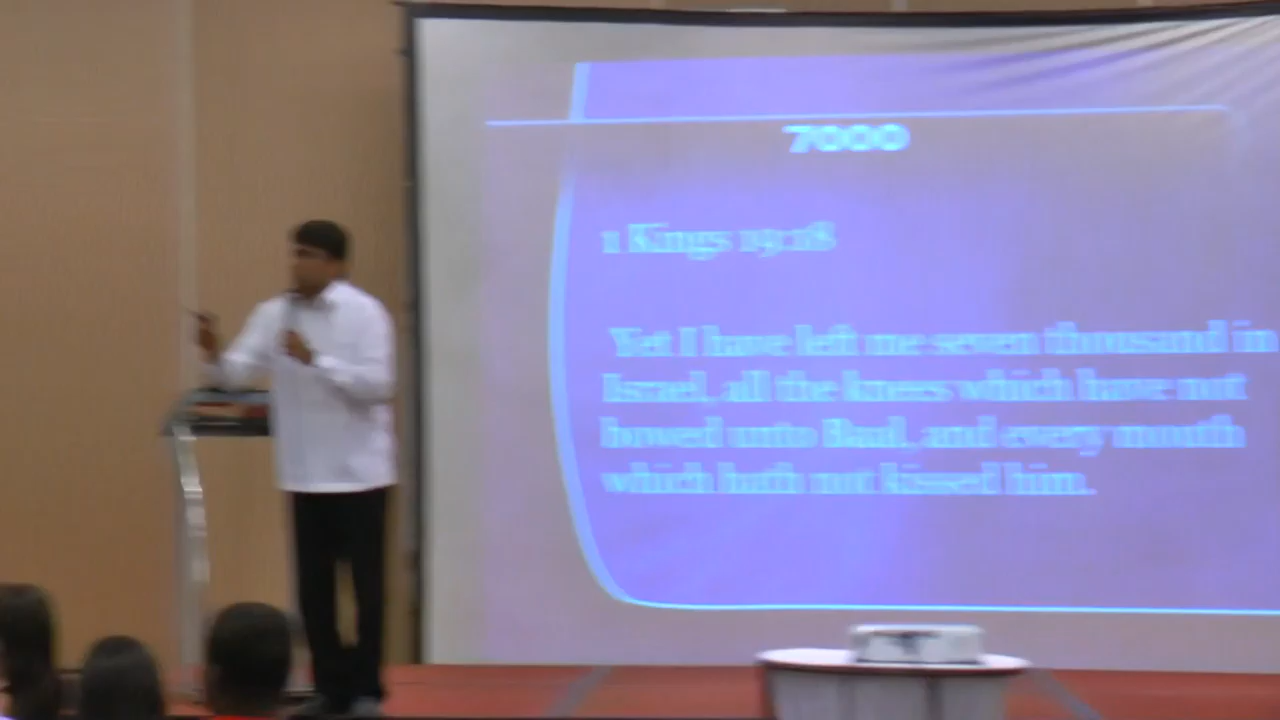 7000
1 Kings 19:18
Yet I have left me seven thousand in
Israel, all the knees which have not
bowed unto Baal, and every mouth
which hath not kissed him.